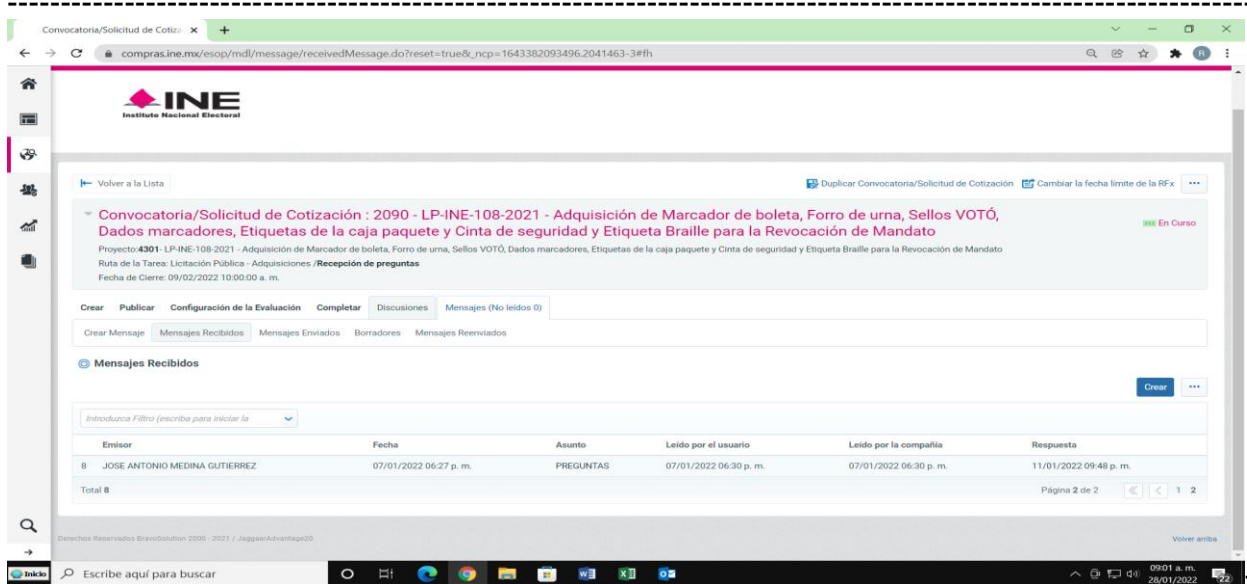 Convocatoria/Solicitud de Cotiza
compras.ine.mx/esop/mdl/message/receivedMessage.do?reset=true&_ncp=1643382093496.2041463-3#fh
R
INE
Instituto Nacional Electoral
Volver a la Lista
Duplicar Convocatoria/Solicitud de Cotización Cambiar la fecha límite de la RFx
Convocatoria/Solicitud de Cotización : 2090 - LP-INE-108-2021 - Adquisición de Marcador de boleta, Forro de urna, Sellos VOTÓ,
Dados marcadores, Etiquetas de la caja paquete y Cinta de seguridad y Etiqueta Braille para la Revocación de Mandato
En Curso
Proyecto:4301- LP-INE-108-2021 - Adquisición de Marcador de boleta, Forro de urna, Sellos VOTÓ, Dados marcadores, Etiquetas de la caja paquete y Cinta de seguridad y Etiqueta Braille para la Revocación de Mandato
Ruta de la Tarea: Licitación Pública - Adquisiciones /Recepción de preguntas
Fecha de Cierre: 09/02/2022 10:00:00 a. m.
Crear Publicar Configuración de la Evaluación Completar Discusiones Mensajes (No leídos 0)
Crear Mensaje Mensajes Recibidos Mensajes Enviados Borradores Mensajes Reenviados
Mensajes Recibidos
Crear
Introduzca Filtro (escriba para iniciar la
Emisor Fecha Asunto Leído por el usuario Leído por la compañía Respuesta
8 JOSE ANTONIO MEDINA GUTIERREZ 07/01/2022 06:27 p. m. PREGUNTAS 07/01/2022 06:30 p. m. 07/01/2022 06:30 p. m. 11/01/2022 09:48 p. m.
Total 8 Página 2 de 2 1 2
Derechos Reservados BravoSolution 2000 - 2021 / JaggaerAdvantage20 Volver arriba
Inicio Escribe aquí para buscar 09:01 a. m.
28/01/2022
22